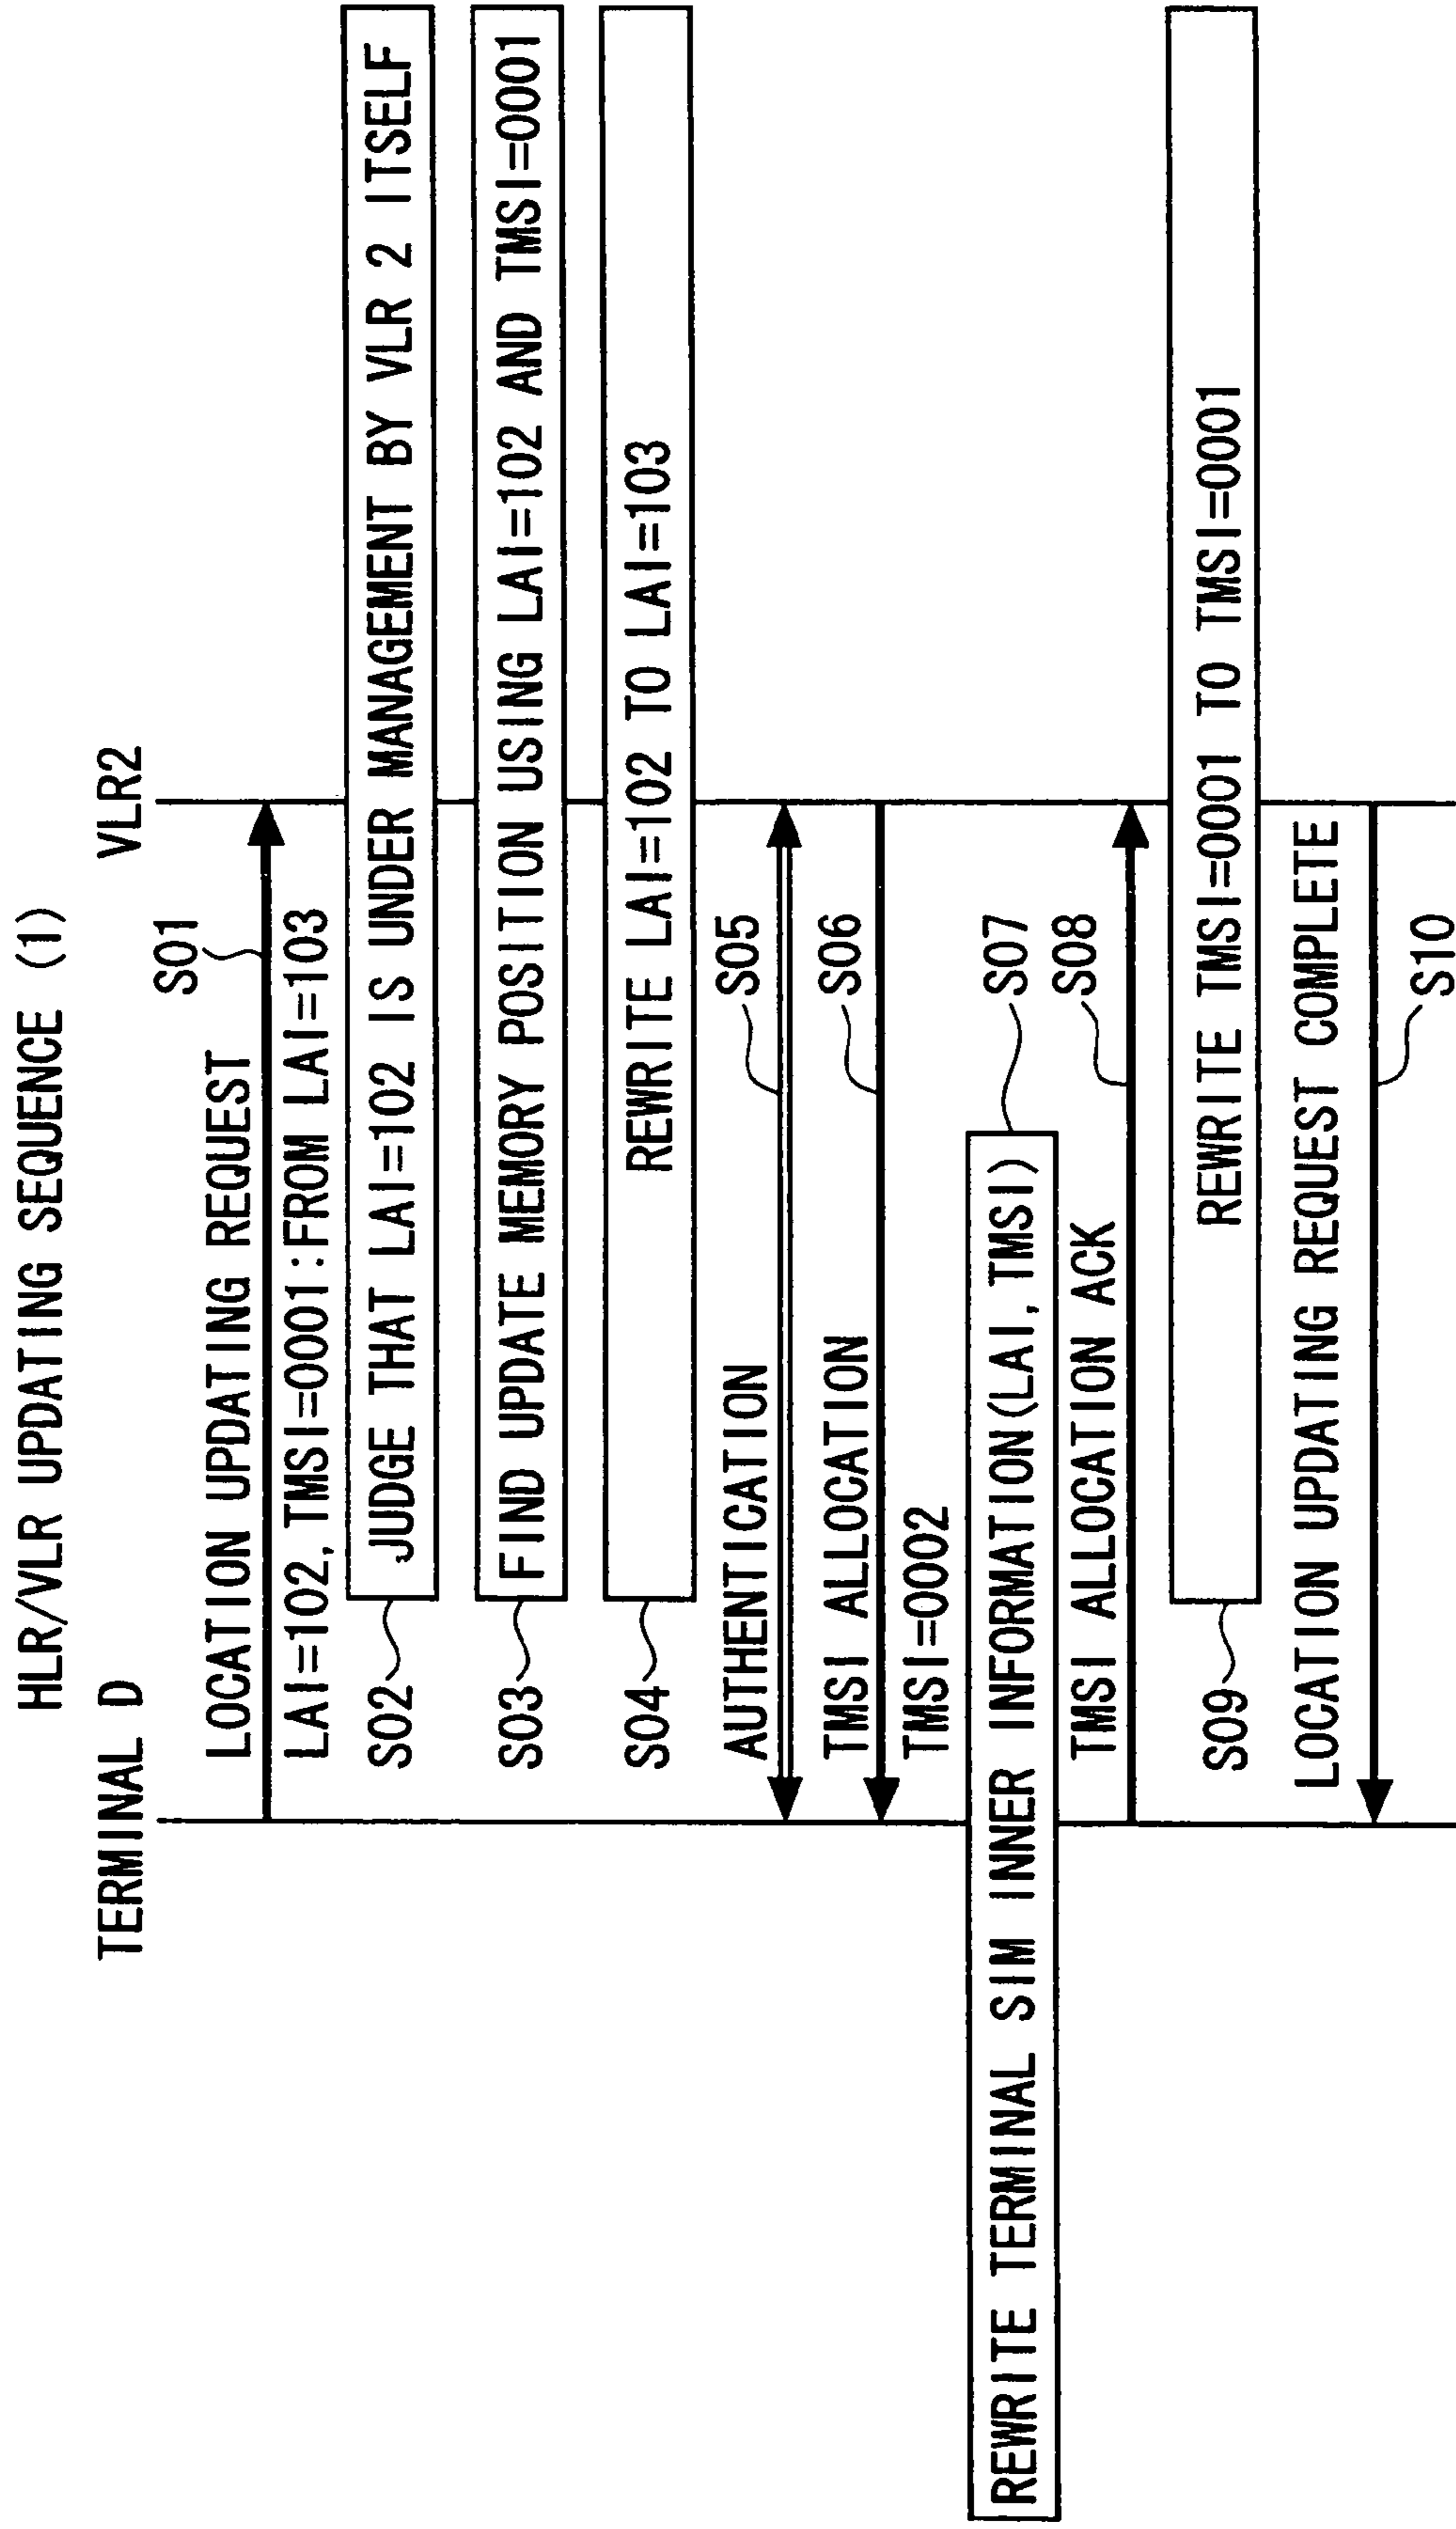 HLR/VLR UPDATING SEQUENCE (1)
TERMINAL D
VLR2
S01
LOCATION UPDATING REQUEST
LAI=102, TMSI=0001:FROM LAI=103
S02
JUDGE THAT LAI=102 IS UNDER MANAGEMENT BY VLR 2 ITSELF
S03
FIND UPDATE MEMORY POSITION USING LAI=102 AND TMSI=0001
S04
REWRITE LAI=102 TO LAI=103
AUTHENTICATION
S05
TMSI ALLOCATION
S06
TMSI=0002
REWRITE TERMINAL SIM INNER INFORMATION(LAI, TMSI)
S07
TMSI ALLOCATION ACK
S08
S09
REWRITE TMSI=0001 TO TMSI=0001
LOCATION UPDATING REQUEST COMPLETE
S10